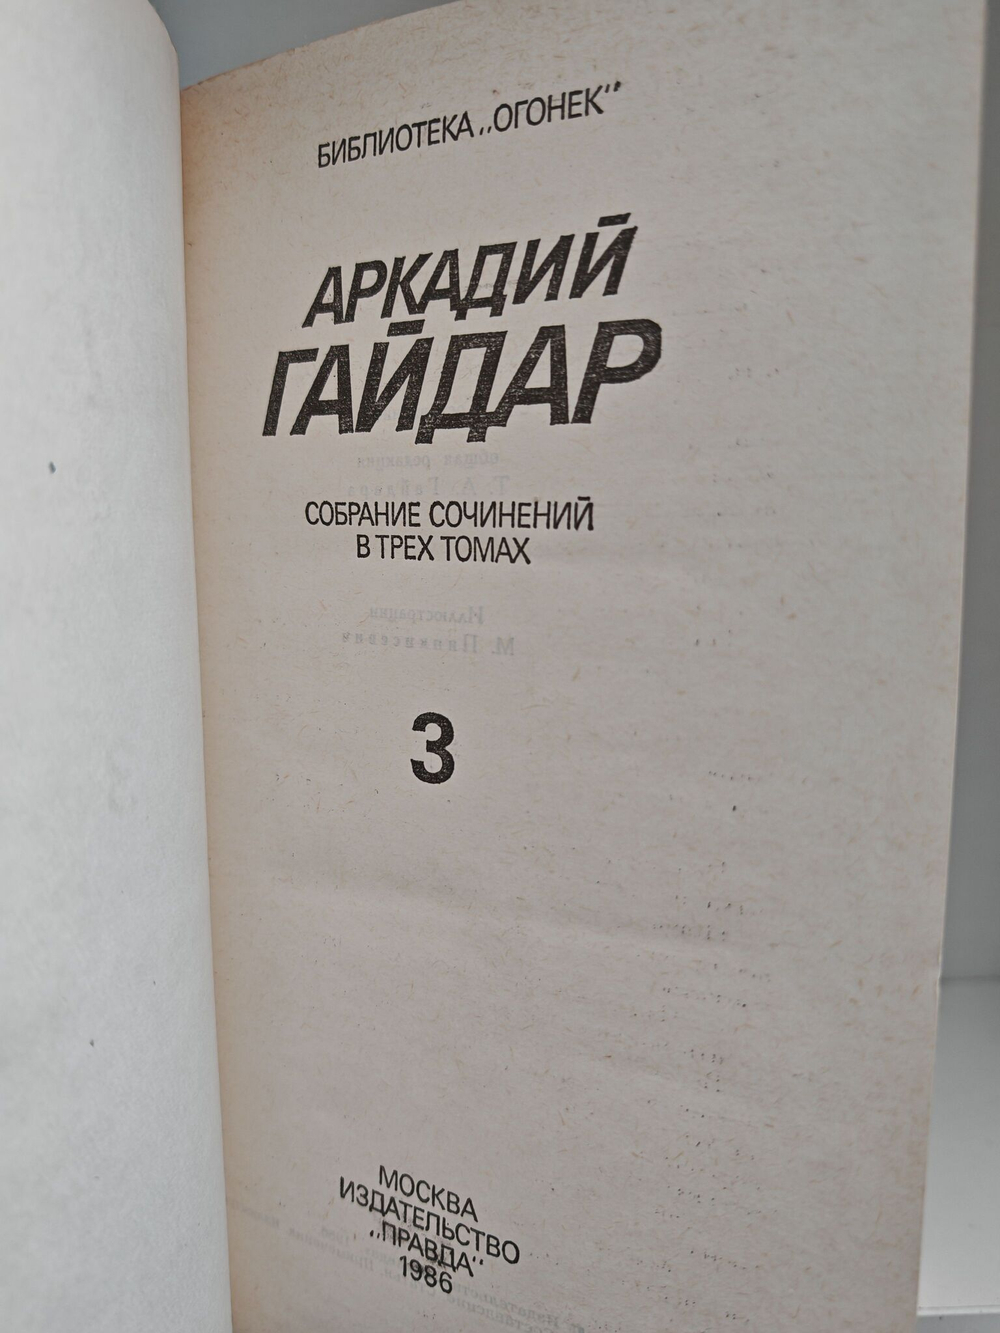 БИБЛИОТЕКА „ОГОНЕК"
АРКАДИЙ
ГАЙДАР
СОБРАНИЕ СОЧИНЕНИЙ
В ТРЕХ ТОМАХ
3
МОСКВА
ИЗДАТЕЛЬСТВО
„ПРАВДА"
1986